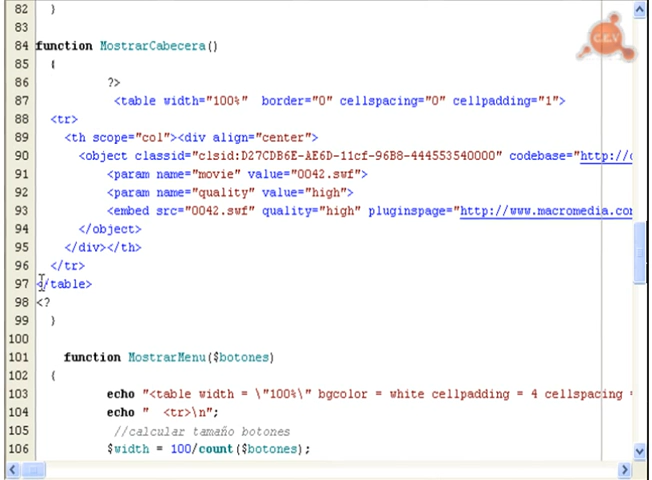 82 }
83
84 function MostrarCabecera()
85 {
86 ?>
87 <table width="100%" border="0" cellspacing="0" cellpadding="1">
88 <tr>
89 <th scope="col"><div align="center">
90 <object classid="clsid:D27CDB6E-AE6D-11cf-96B8-444553540000" codebase="http://
91 <param name="movie" value="0042.swf">
92 <param name="quality" value="high">
93 <embed src="0042.swf" quality="high" pluginspage="http://www.macromedia.com
94 </object>
95 </div></th>
96 </tr>
97 </table>
98 <?
99 }
100
101 function MostrarMenu($botones)
102 {
103 echo "<table width = \"100%\" bgcolor = white cellpadding = 4 cellspacing =
104 echo " <tr>\n";
105 //calcular tamaño botones
106 $width = 100/count($botones);